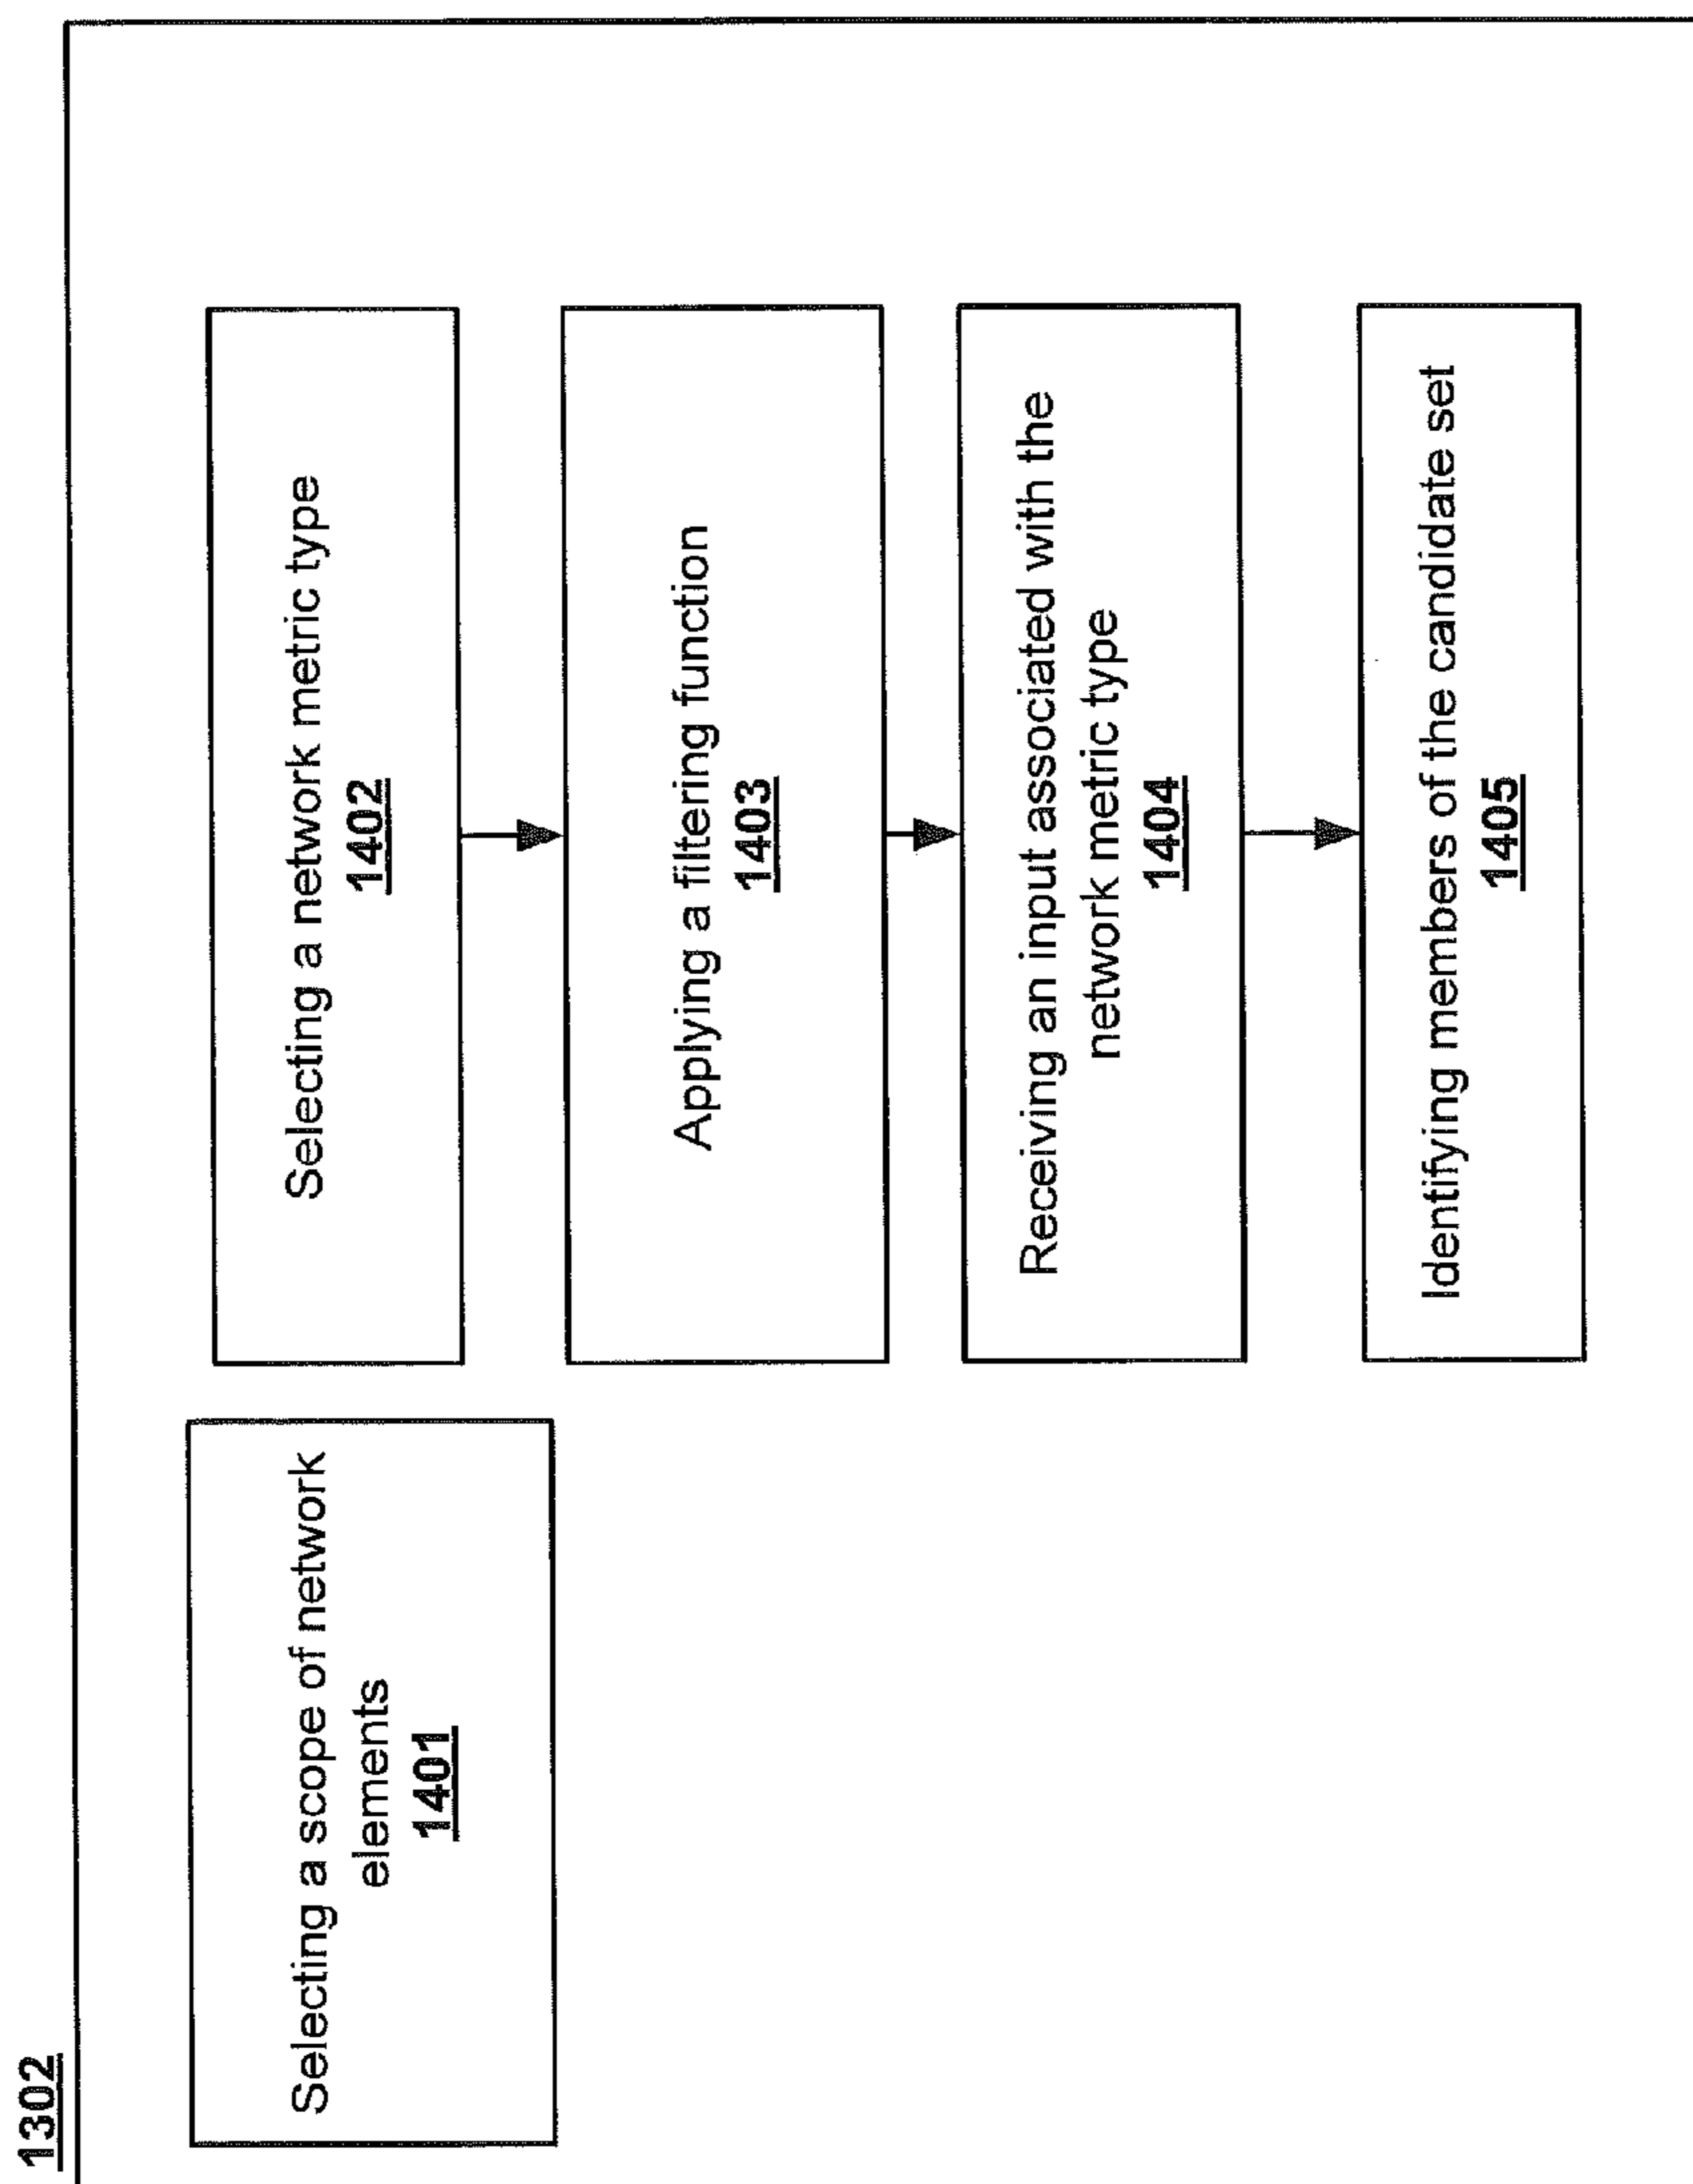 1302
Selecting a scope of network
elements
1401
Selecting a network metric type
1402
Applying a filtering function
1403
Receiving an input associated with the
network metric type
1404
Identifying members of the candidate set
1405